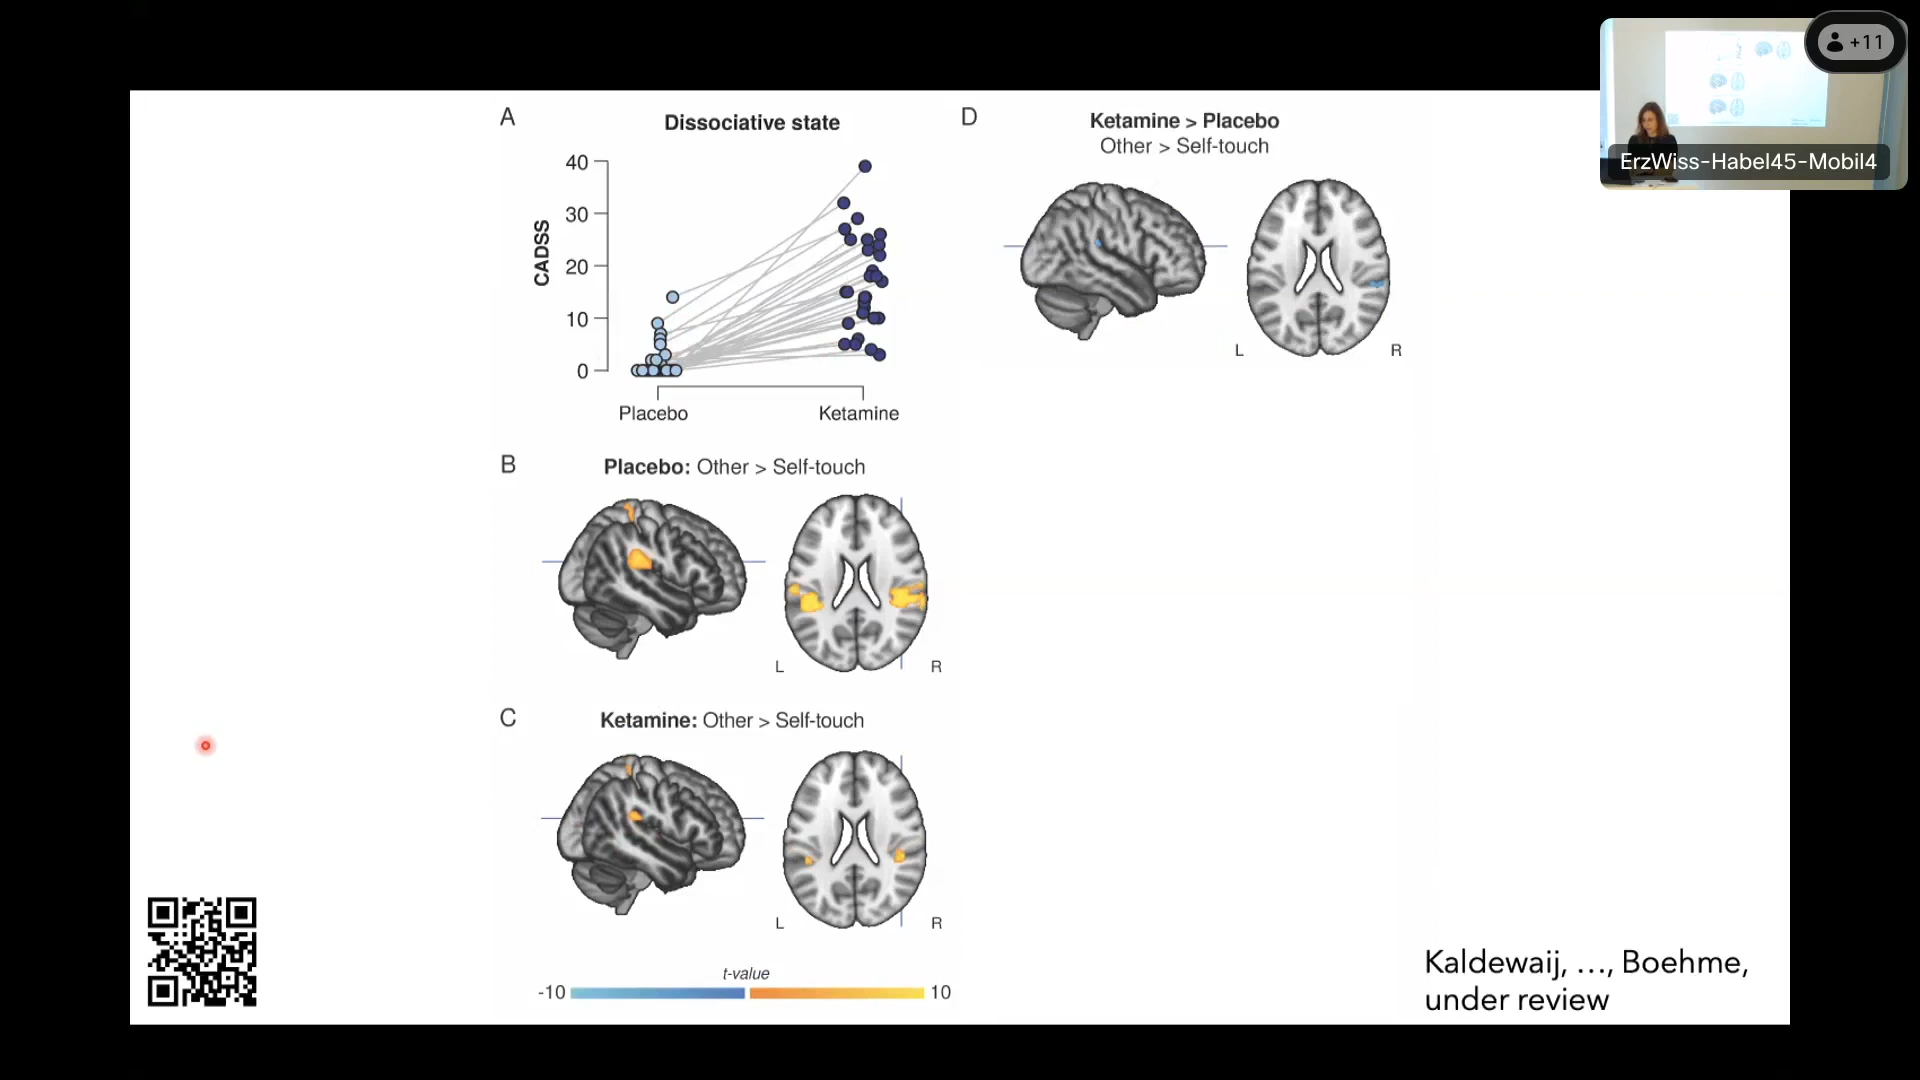 A
Dissociative state
40
30
20
10
0
CADSS
Placebo
Ketamine
B
Placebo: Other > Self-touch
L
R
C
Ketamine: Other > Self-touch
L
R
t-value
-10
10
D
Ketamine > Placebo
Other > Self-touch
L
R
Kaldewaij, ..., Boehme,
under review
+11
ErzWiss-Habel45-Mobil4